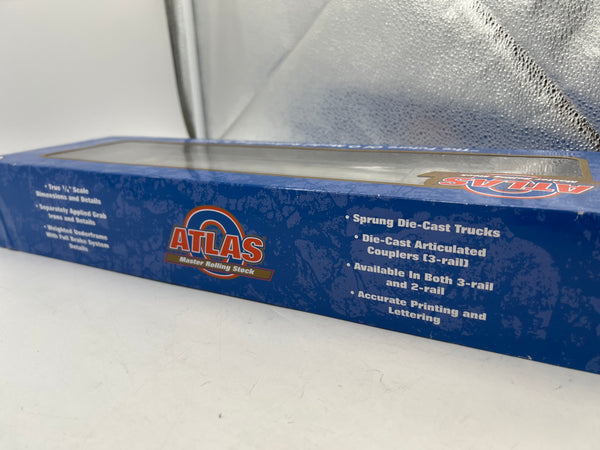 • True ¼" Scale
Dimensions and Details
• Separately Applied Grab
Irons and Details
• Weighted Underframe
With Full Brake System
Details
ATLAS
O
Master Rolling Stock
• Sprung Die-Cast Trucks
• Die-Cast Articulated
Couplers (3-rail)
• Available In Both 3-rail
and 2-rail
• Accurate Printing and
Lettering
ATLAS